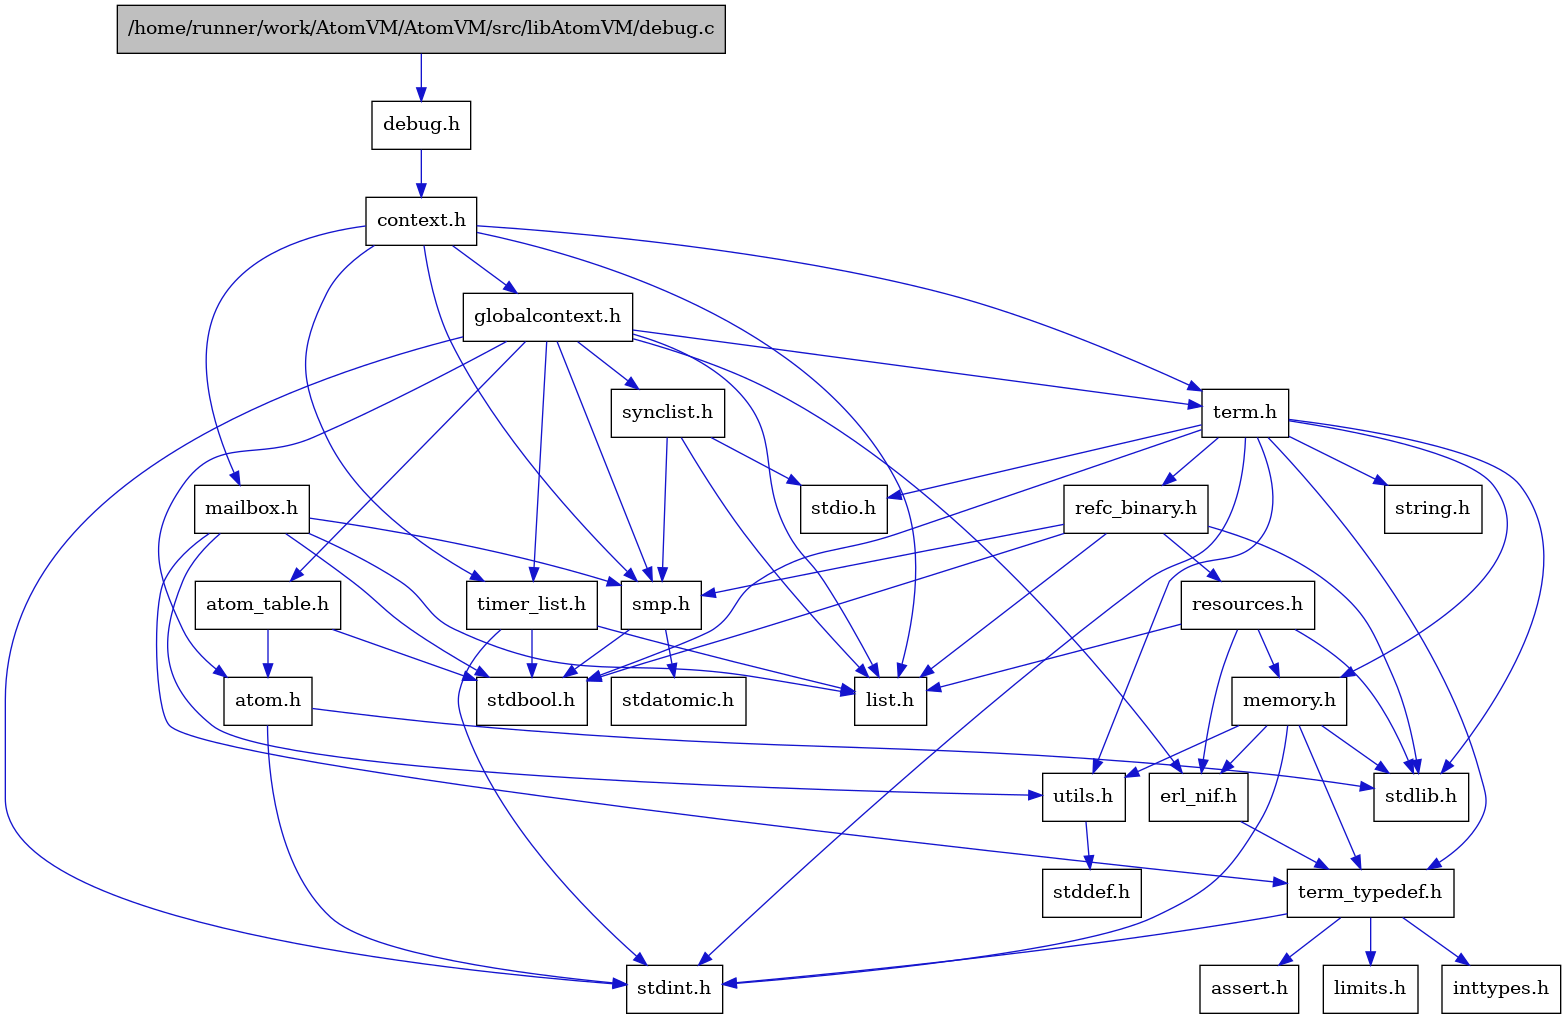 /home/runner/work/AtomVM/AtomVM/src/libAtomVM/debug.c
debug.h
context.h
globalcontext.h
synclist.h
term.h
mailbox.h
stdio.h
refc_binary.h
string.h
atom_table.h
timer_list.h
smp.h
resources.h
atom.h
stdbool.h
stdatomic.h
list.h
memory.h
utils.h
erl_nif.h
stdlib.h
stddef.h
term_typedef.h
stdint.h
assert.h
limits.h
inttypes.h